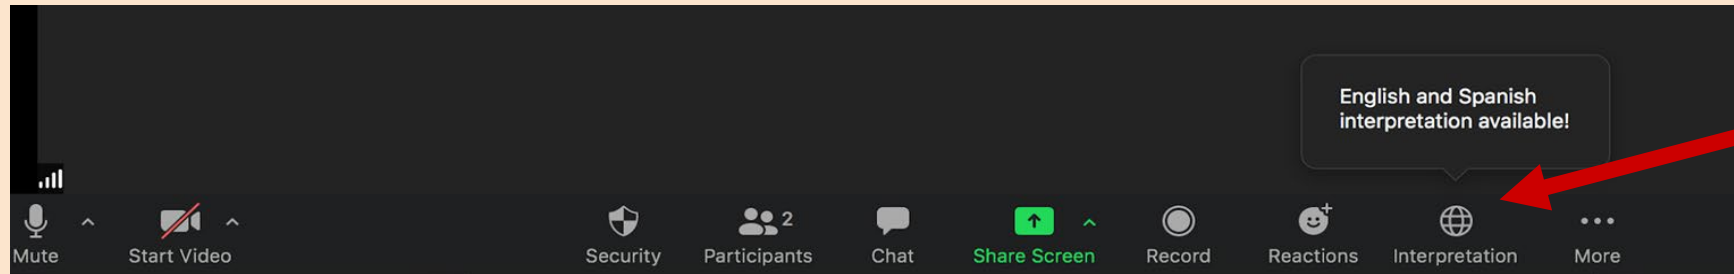 English and Spanish
interpretation available!
2
Mute
Start Video
Security
Participants
Chat
Share Screen
Record
Reactions
Interpretation
More